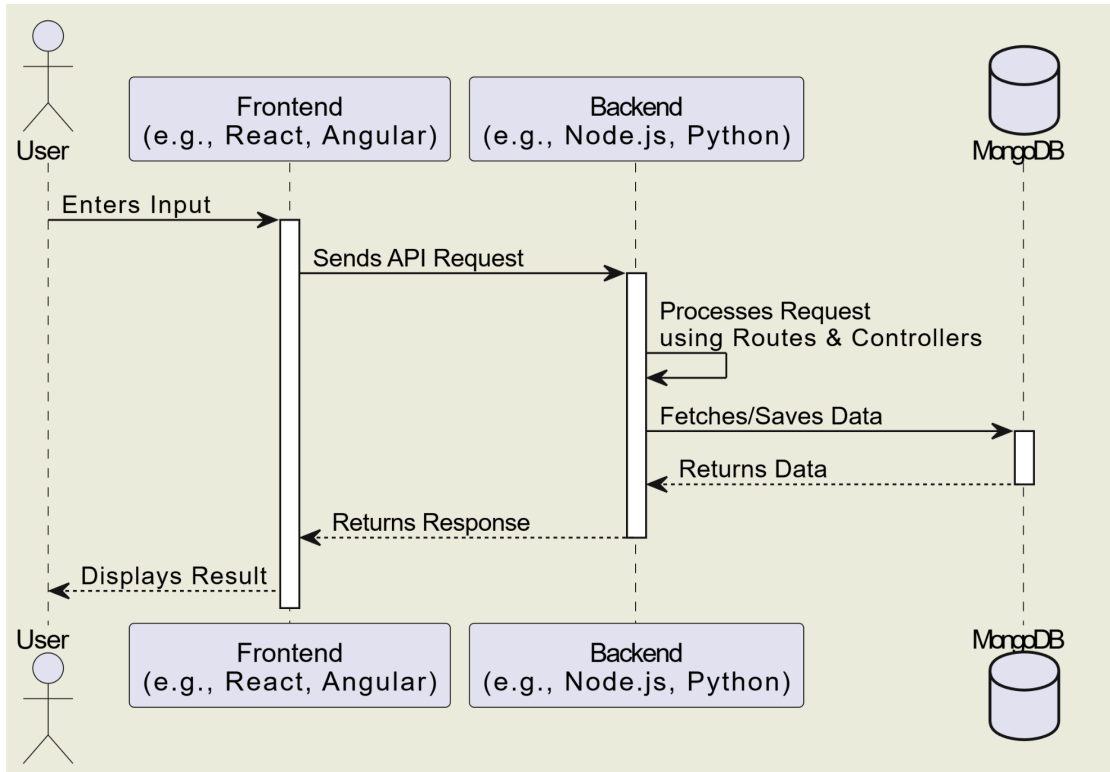 User
Frontend
(e.g., React, Angular)
Backend
(e.g., Node.js, Python)
MongoDB
Enters Input
Sends API Request
Processes Request
using Routes & Controllers
Fetches/Saves Data
Returns Data
Returns Response
Displays Result
User
Frontend
(e.g., React, Angular)
Backend
(e.g., Node.js, Python)
MongoDB